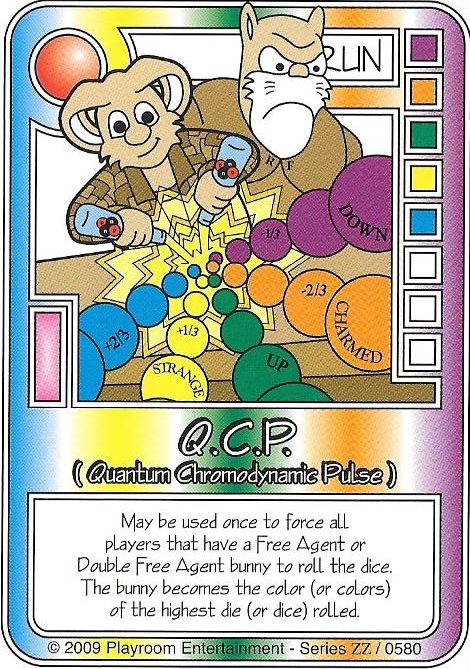 RUN
-1/3
DOWN
-2/3
CHARMED
+2/3
+1/3
STRANGE
UP
Q.C.P.
( Quantum Chromodynamic Pulse )
May be used once to force all
players that have a Free Agent or
Double Free Agent bunny to roll the dice.
The bunny becomes the color (or colors)
of the highest die (or dice) rolled.
© 2009 Playroom Entertainment - Series ZZ / 0580